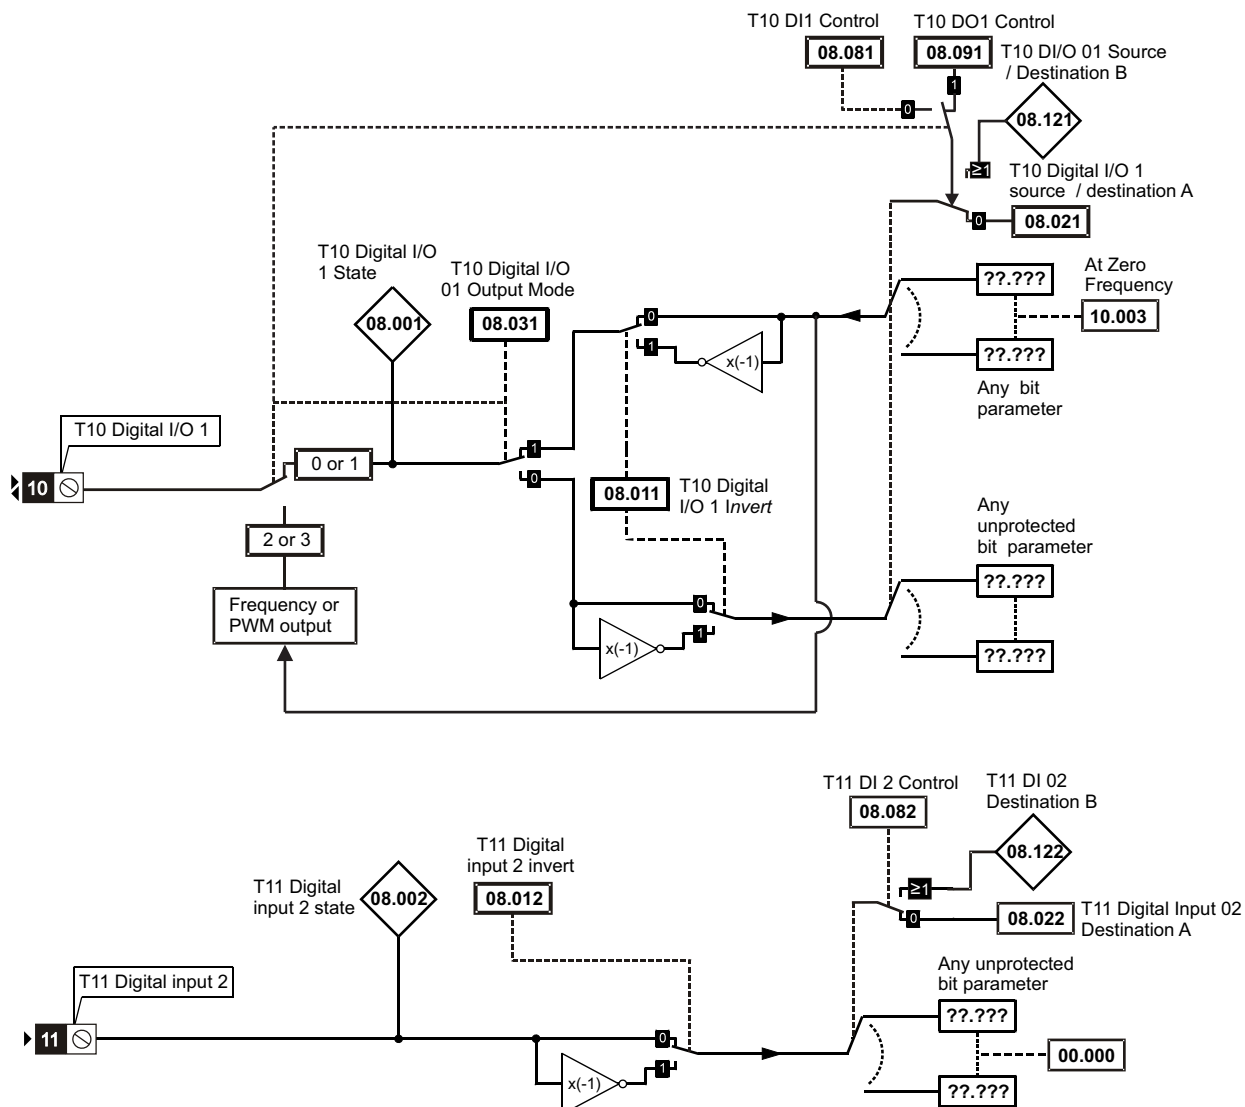 T10 DI1 Control
T10 DO1 Control
08.081
08.091
T10 DI/O 01 Source
/ Destination B
1
0
08.121
≥1
T10 Digital I/O 1
source / destination A
0
08.021
T10 Digital I/O
1 State
T10 Digital I/O
01 Output Mode
08.001
08.031
0
1
x(-1)
??.???
At Zero
Frequency
10.003
??.???
Any bit
parameter
T10 Digital I/O 1
10
0 or 1
1
0
08.011
T10 Digital
I/O 1 Invert
2 or 3
Frequency or
PWM output
Any
unprotected
bit parameter
??.???
0
1
x(-1)
??.???
T11 DI 2 Control
08.082
T11 DI 02
Destination B
08.122
≥1
0
08.022
T11 Digital Input 02
Destination A
T11 Digital
input 2 invert
08.012
T11 Digital
input 2 state
08.002
T11 Digital input 2
11
0
1
x(-1)
Any unprotected
bit parameter
??.???
00.000
??.???